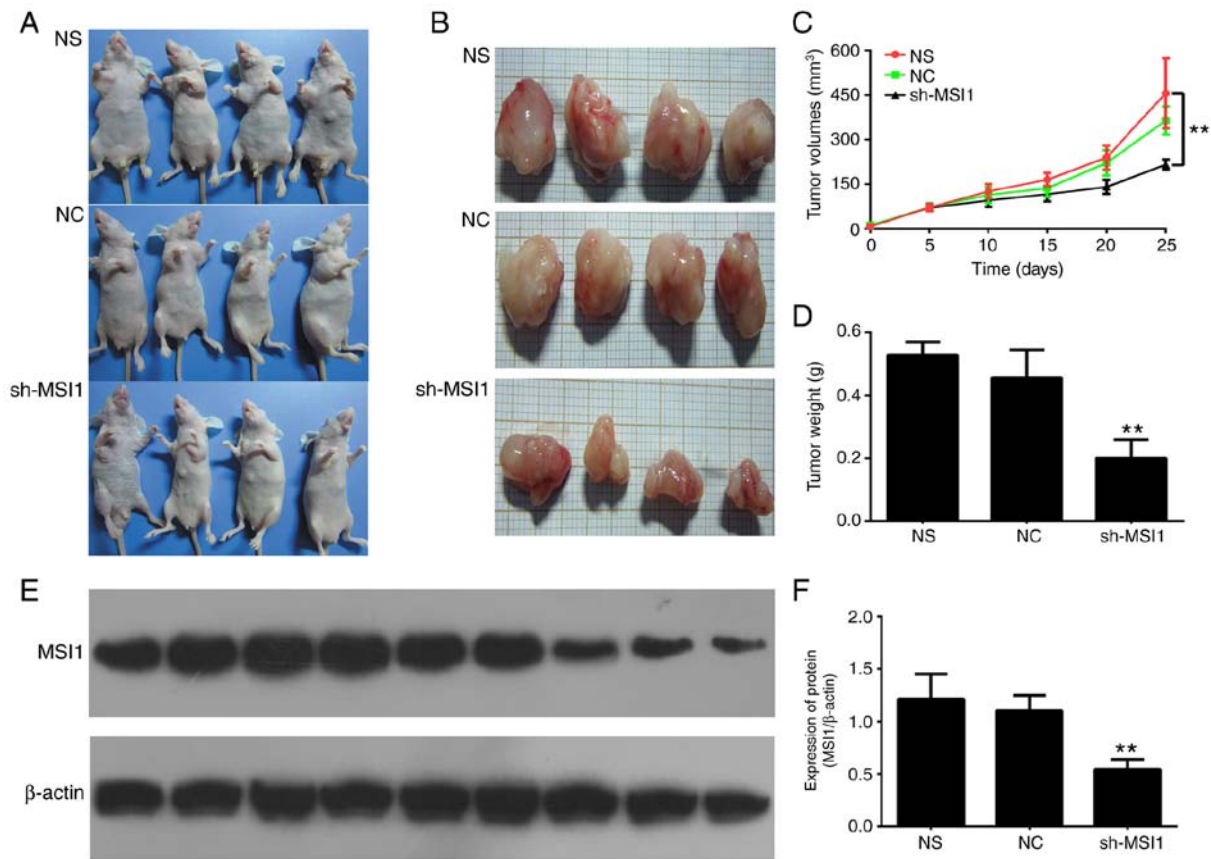 A
NS
NC
sh-MSI1
B
NS
NC
sh-MSI1
C
Tumor volumes (mm³)
600
450
300
150
0
0 5 10 15 20 25
Time (days)
NS
NC
sh-MSI1
**
D
Tumor weight (g)
0.6
0.4
0.2
0.0
**
NS NC sh-MSI1
E
MSI1
β-actin
F
Expression of protein
(MSI1/β-actin)
2.0
1.5
1.0
0.5
0.0
**
NS NC sh-MSI1